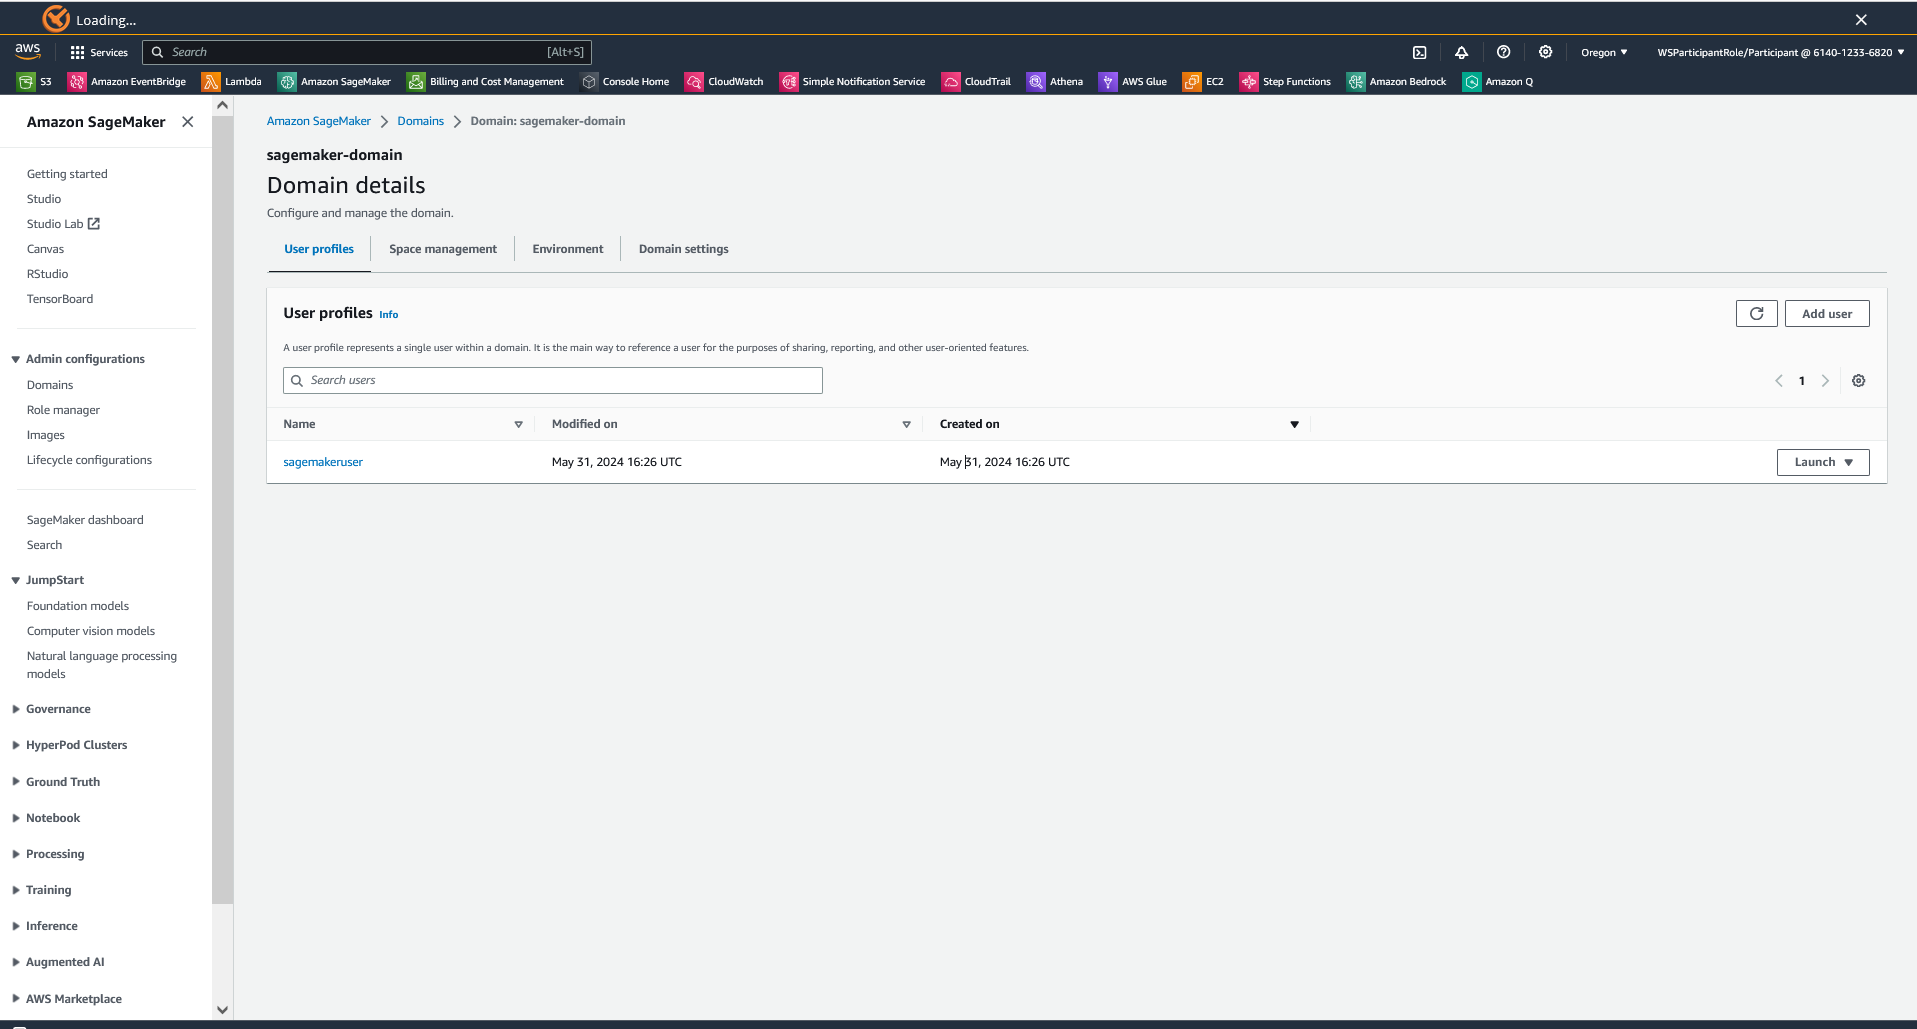 Loading...
aws Services Search [Alt+S] Oregon WSParticipantRole/Participant @ 6140-1233-6820
S3 Amazon EventBridge Lambda Amazon SageMaker Billing and Cost Management Console Home CloudWatch Simple Notification Service CloudTrail Athena AWS Glue EC2 Step Functions Amazon Bedrock Amazon Q
Amazon SageMaker
Getting started
Studio
Studio Lab
Canvas
RStudio
TensorBoard
Admin configurations
Domains
Role manager
Images
Lifecycle configurations
SageMaker dashboard
Search
JumpStart
Foundation models
Computer vision models
Natural language processing
models
Governance
HyperPod Clusters
Ground Truth
Notebook
Processing
Training
Inference
Augmented AI
AWS Marketplace
Amazon SageMaker Domains Domain: sagemaker-domain
sagemaker-domain
Domain details
Configure and manage the domain.
User profiles Space management Environment Domain settings
User profiles Info Add user
A user profile represents a single user within a domain. It is the main way to reference a user for the purposes of sharing, reporting, and other user-oriented features.
Search users 1
Name Modified on Created on
sagemakeruser May 31, 2024 16:26 UTC May 31, 2024 16:26 UTC Launch